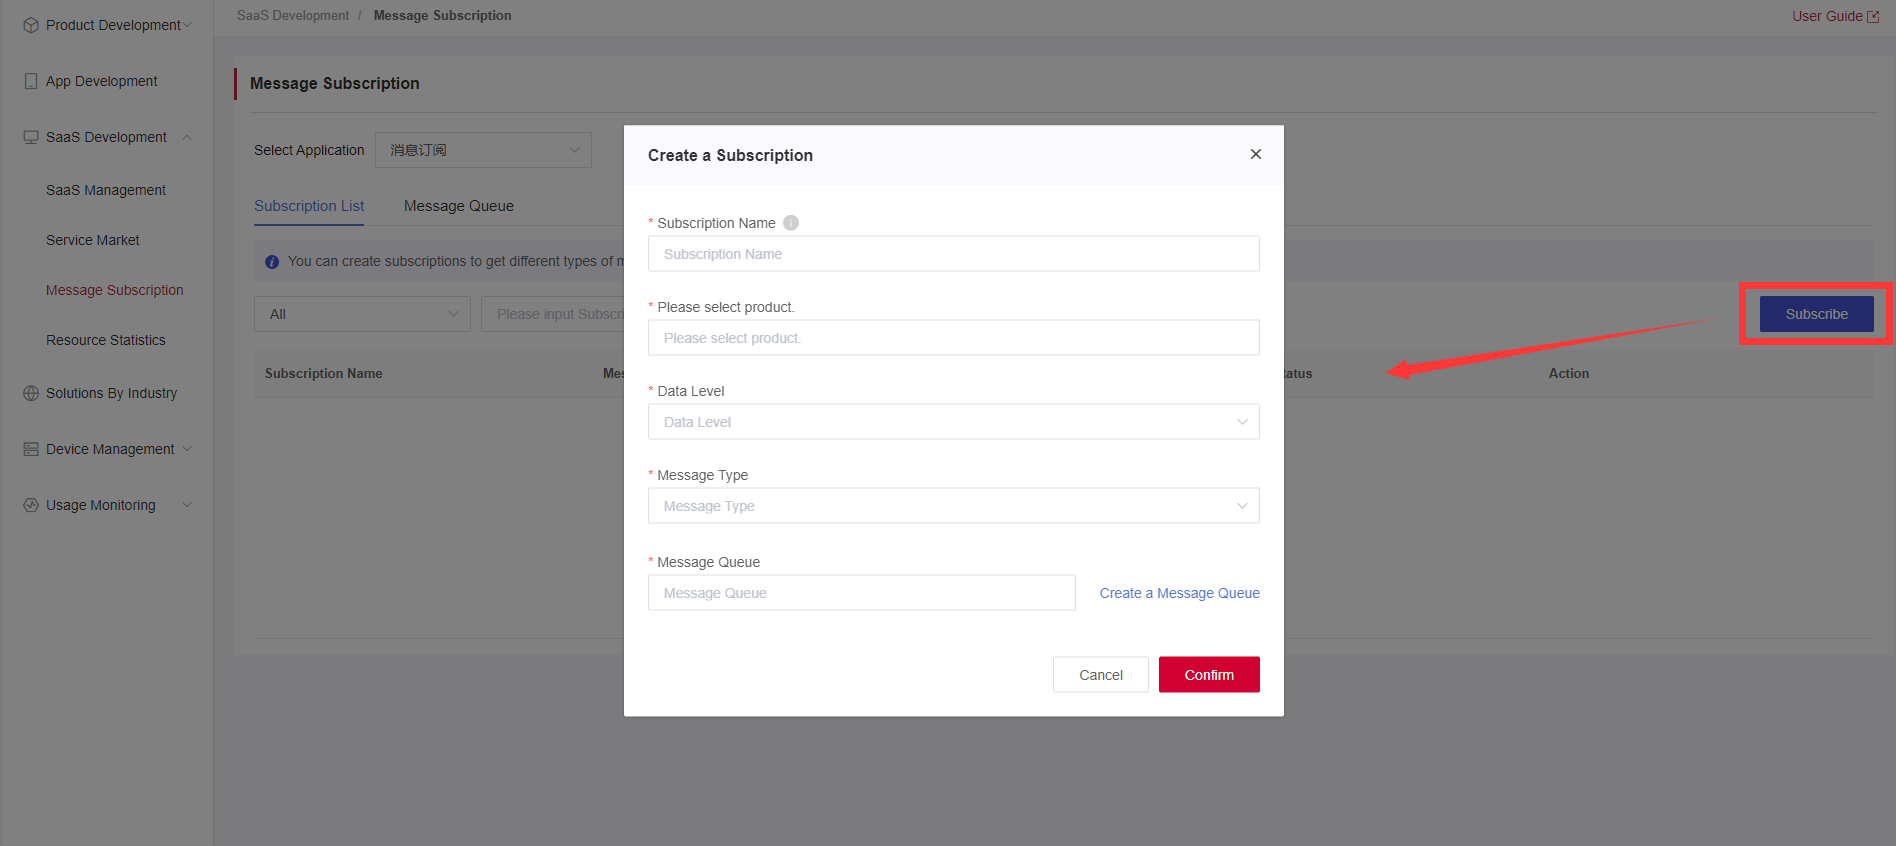 Product Development
App Development
SaaS Development
SaaS Management
Service Market
Message Subscription
Resource Statistics
Solutions By Industry
Device Management
Usage Monitoring
SaaS Development / Message Subscription
User Guide
Message Subscription
Select Application 消息订阅
Subscription List Message Queue
You can create subscriptions to get different types of
All Please input
Subscribe
Subscription Name
Action
Create a Subscription
* Subscription Name
Subscription Name
* Please select product.
Please select product.
* Data Level
Data Level
* Message Type
Message Type
* Message Queue
Message Queue Create a Message Queue
Cancel Confirm